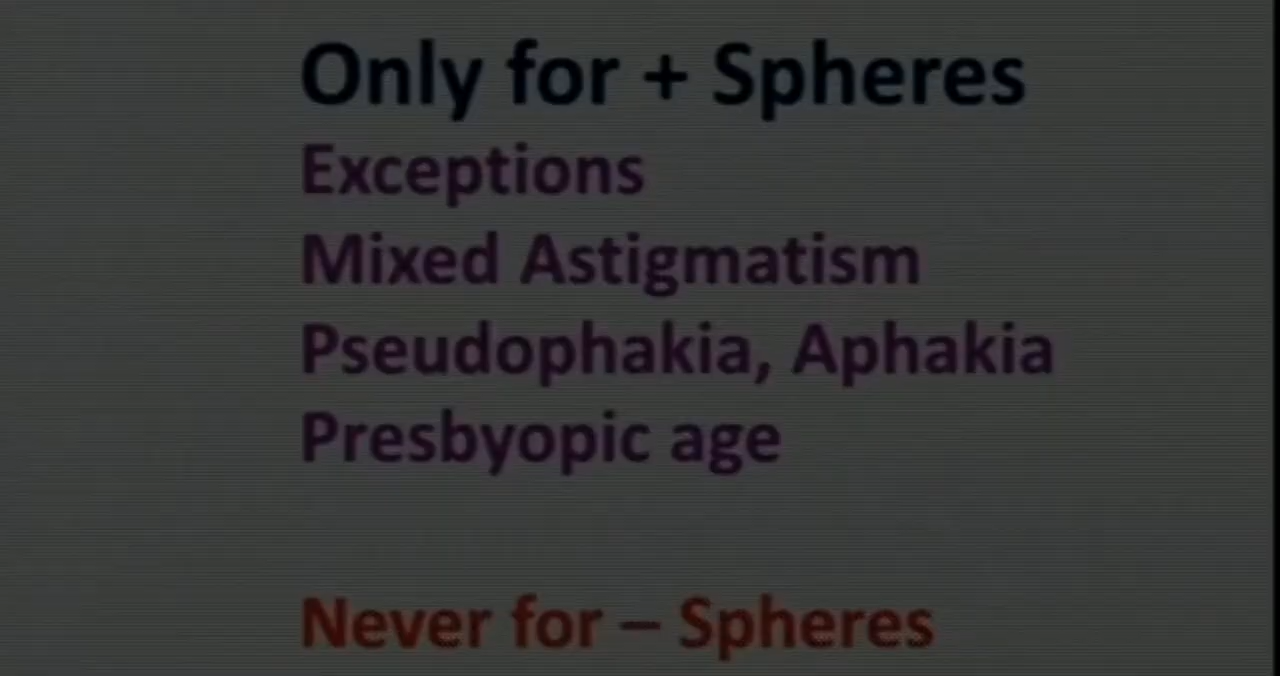 Only for + Spheres
Exceptions
Mixed Astigmatism
Pseudophakia, Aphakia
Presbyopic age
Never for – Spheres